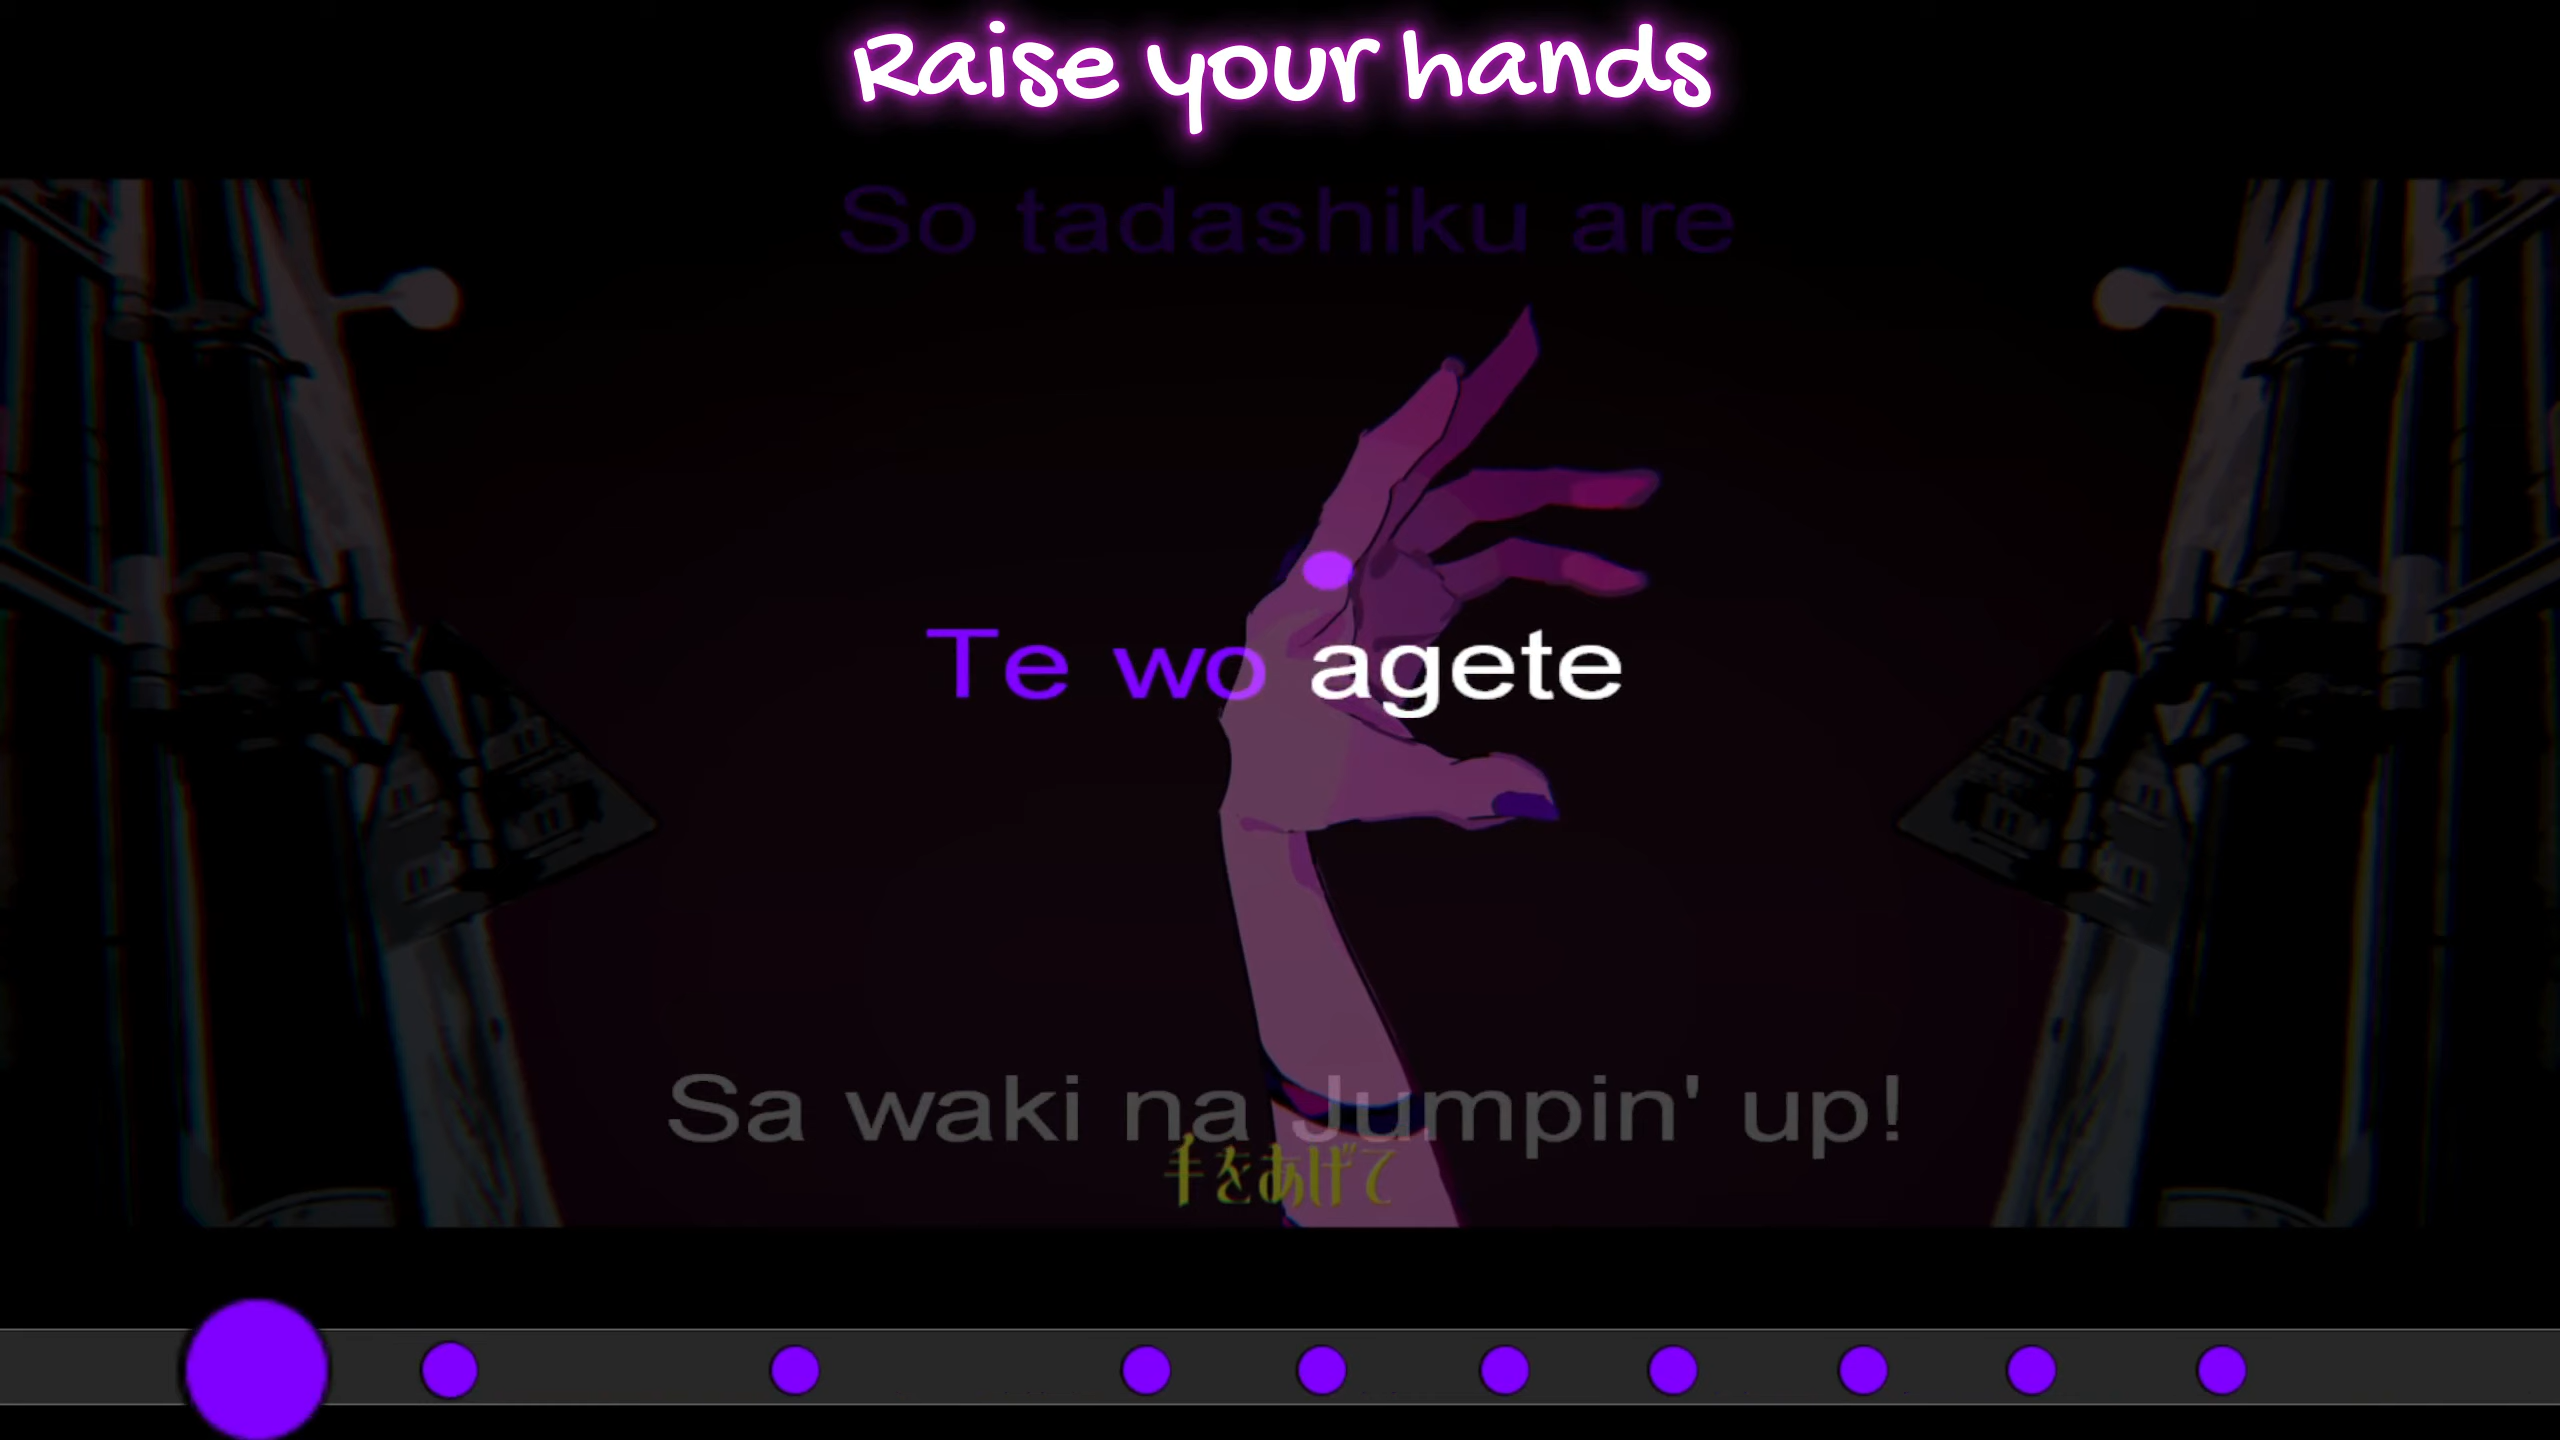 Raise your hands
So tadashiku are
Te wo agete
Sa waki na Jumpin' up!
手をあげて